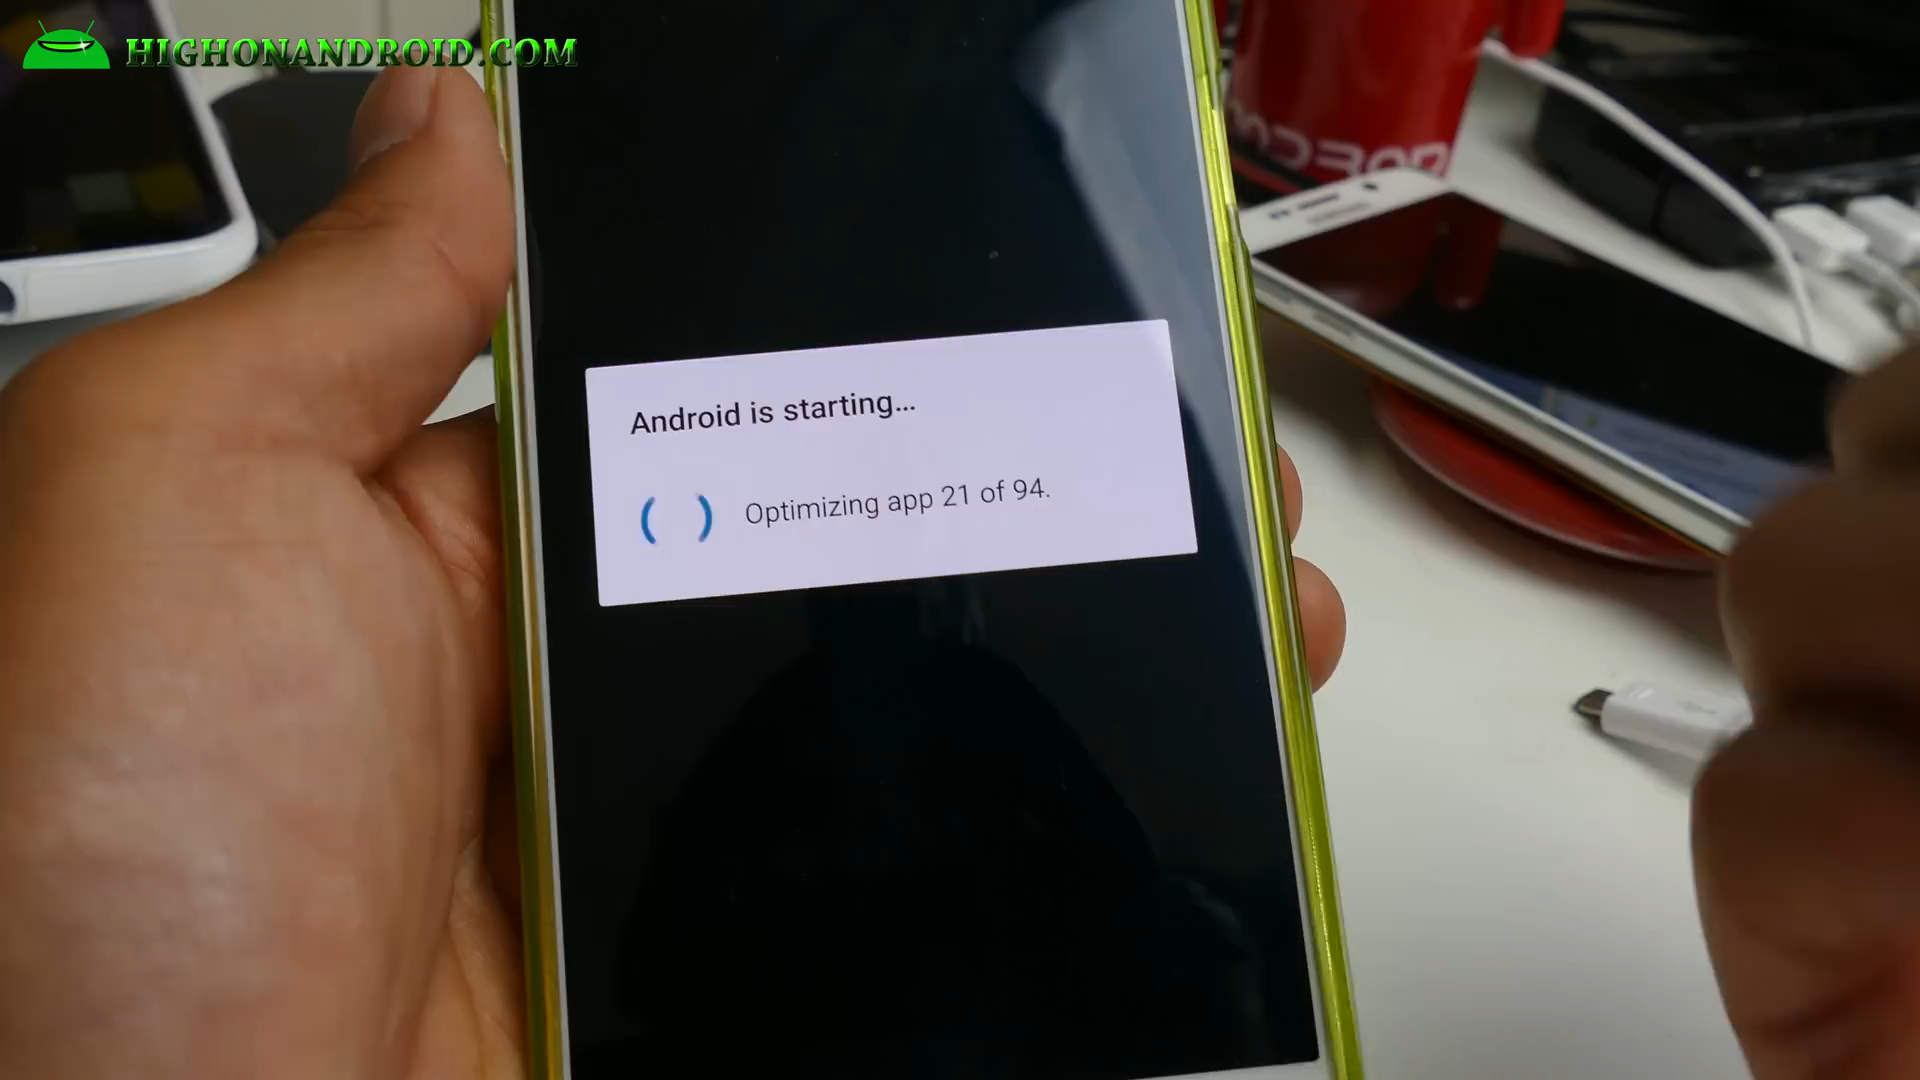 HIGHONANDROID.COM
Android is starting...
Optimizing app 21 of 94.